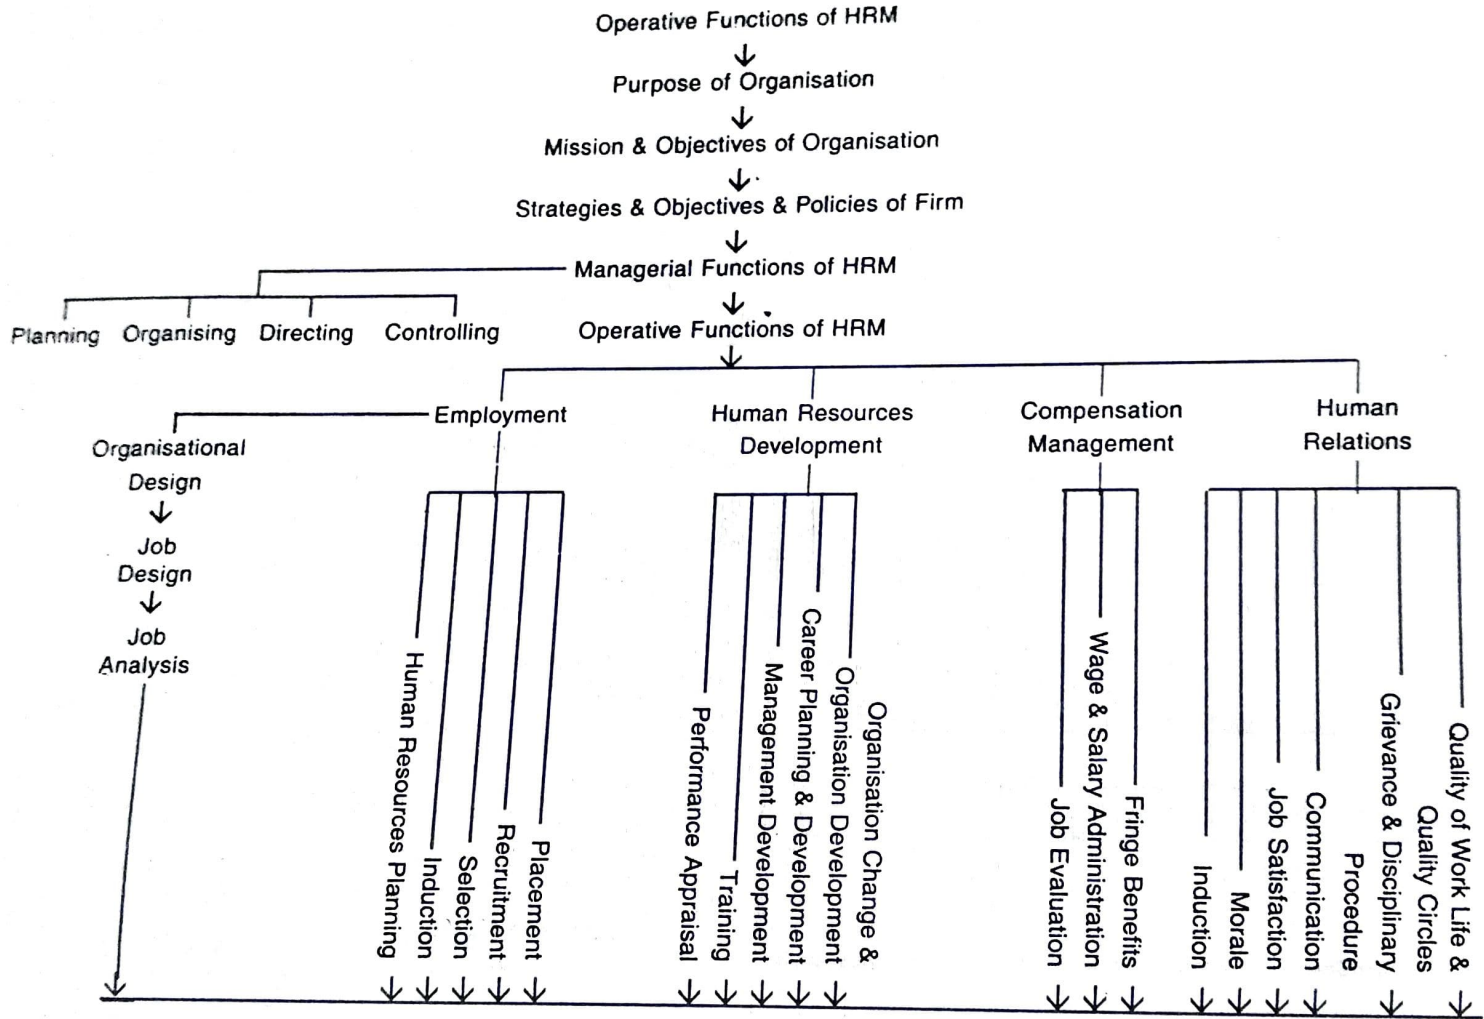 Operative Functions of HRM
Purpose of Organisation
Mission & Objectives of Organisation
Strategies & Objectives & Policies of Firm
Managerial Functions of HRM
Planning
Organising
Directing
Controlling
Operative Functions of HRM
Employment
Human Resources
Development
Compensation
Management
Human
Relations
Organisational
Design
Job
Design
Job
Analysis
Human Resources Planning
Induction
Selection
Recruitment
Placement
Performance Appraisal
Training
Management Development
Career Planning & Development
Organisation Change &
Organisation Development
Job Evaluation
Wage & Salary Administration
Fringe Benefits
Induction
Morale
Job Satisfaction
Communication
Grievance & Disciplinary
Procedure
Quality of Work Life &
Quality Circles